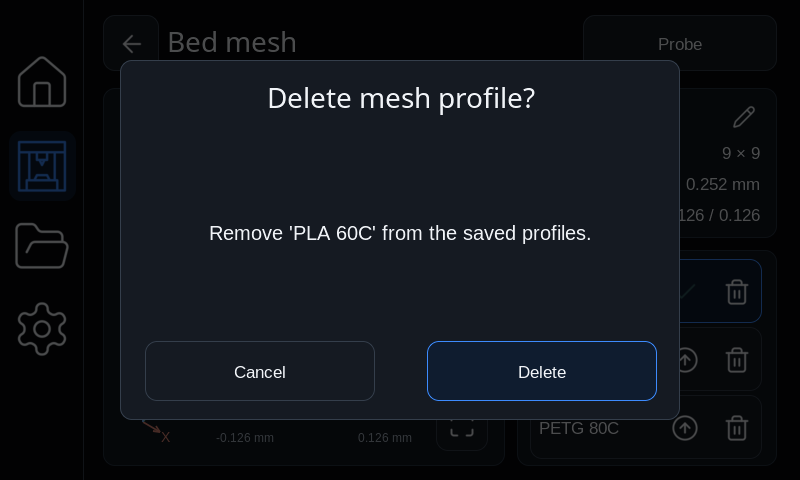 Bed mesh
Probe
Delete mesh profile?
9 × 9
0.252 mm
126 / 0.126
Remove 'PLA 60C' from the saved profiles.
Cancel
Delete
PETG 80C
X
-0.126 mm
0.126 mm